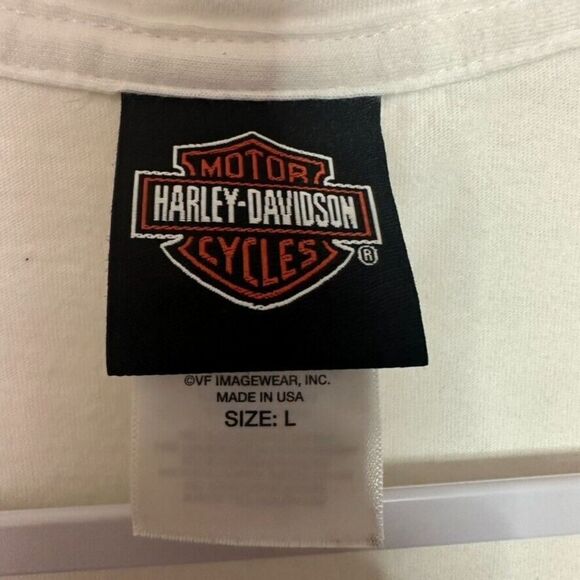 MOTOR
HARLEY-DAVIDSON
CYCLES
®
©VF IMAGEWEAR, INC.
MADE IN USA
SIZE: L